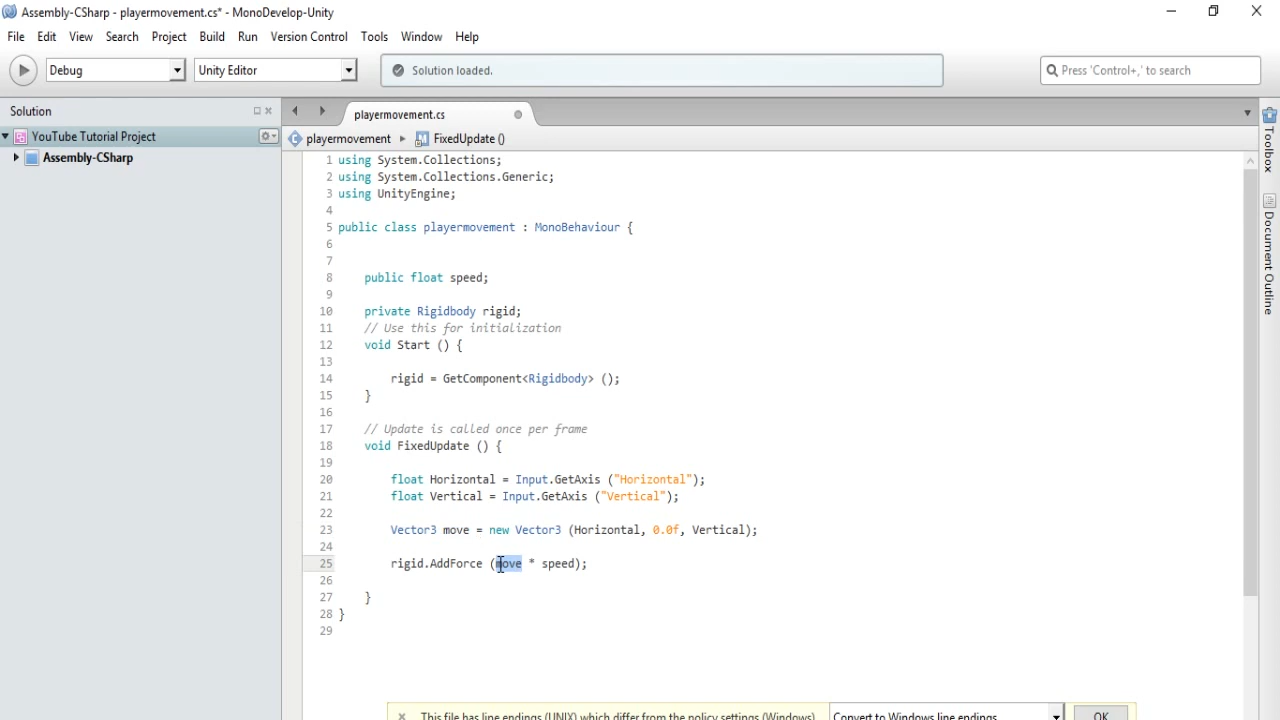 Assembly-CSharp - playermovement.cs* - MonoDevelop-Unity
File Edit View Search Project Build Run Version Control Tools Window Help
Debug Unity Editor Solution loaded. Press 'Control+,' to search
Solution
YouTube Tutorial Project
Assembly-CSharp
playermovement.cs
playermovement FixedUpdate ()
1 using System.Collections;
2 using System.Collections.Generic;
3 using UnityEngine;
4
5 public class playermovement : MonoBehaviour {
6
7
8 public float speed;
9
10 private Rigidbody rigid;
11 // Use this for initialization
12 void Start () {
13
14 rigid = GetComponent<Rigidbody> ();
15 }
16
17 // Update is called once per frame
18 void FixedUpdate () {
19
20 float Horizontal = Input.GetAxis ("Horizontal");
21 float Vertical = Input.GetAxis ("Vertical");
22
23 Vector3 move = new Vector3 (Horizontal, 0.0f, Vertical);
24
25 rigid.AddForce (move * speed);
26
27 }
28 }
29
This file has line endings (UNIX) which differ from the policy settings (Windows) Convert to Windows line endings OK
Toolbox
Document Outline